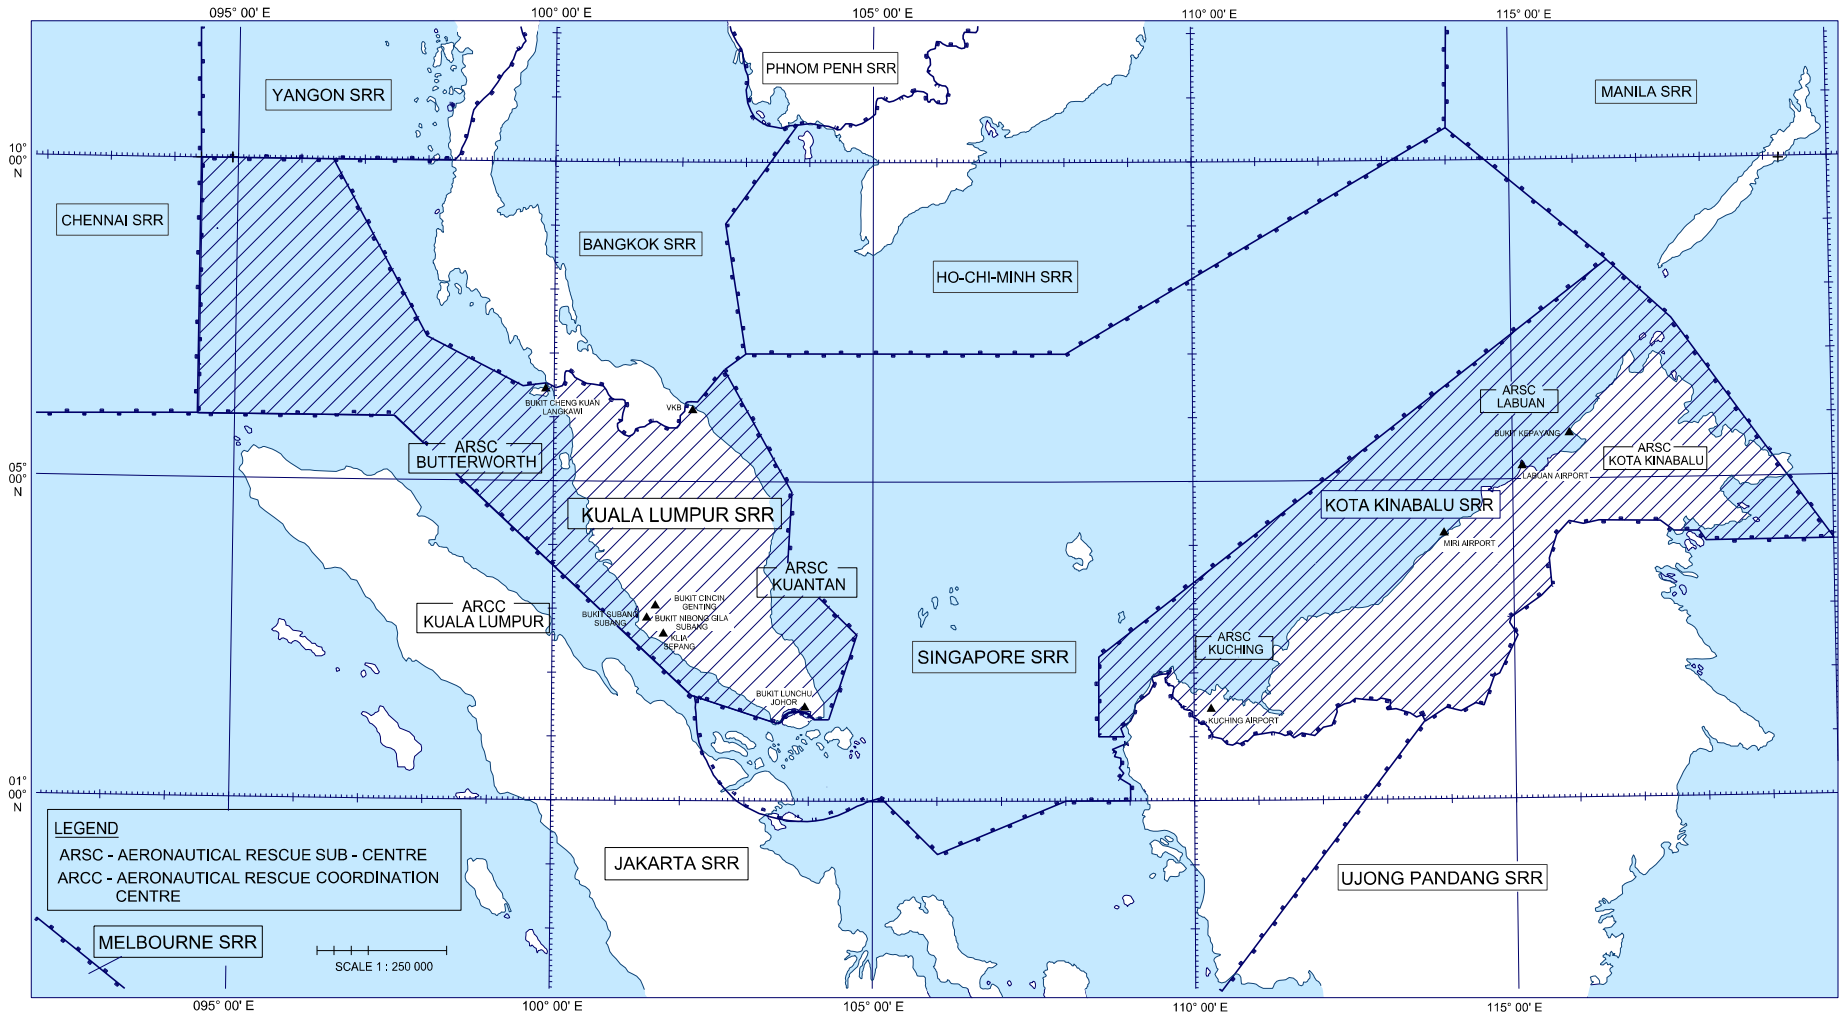 095° 00' E
100° 00' E
105° 00' E
110° 00' E
115° 00' E
PHNOM PENH SRR
YANGON SRR
MANILA SRR
10°
00'
N
CHENNAI SRR
BANGKOK SRR
HO-CHI-MINH SRR
BUKIT CHENG KUAN
LANGKAWI
VKB
ARSC
LABUAN
BUKIT KEPAYANG
ARSC
BUTTERWORTH
ARSC
KOTA KINABALU
LABUAN AIRPORT
05°
00'
N
KUALA LUMPUR SRR
KOTA KINABALU SRR
MIRI AIRPORT
ARSC
KUANTAN
ARCC
KUALA LUMPUR
BUKIT CINCIN
GENTING
BUKIT SUBANG
SUBANG
BUKIT NIBONG GILA
SUBANG
KLIA
SEPANG
ARSC
KUCHING
SINGAPORE SRR
BUKIT LUNCHU,
JOHOR
KUCHING AIRPORT
01°
00'
N
LEGEND
ARSC - AERONAUTICAL RESCUE SUB - CENTRE
ARCC - AERONAUTICAL RESCUE COORDINATION
CENTRE
JAKARTA SRR
UJONG PANDANG SRR
MELBOURNE SRR
SCALE 1 : 250 000
095° 00' E
100° 00' E
105° 00' E
110° 00' E
115° 00' E